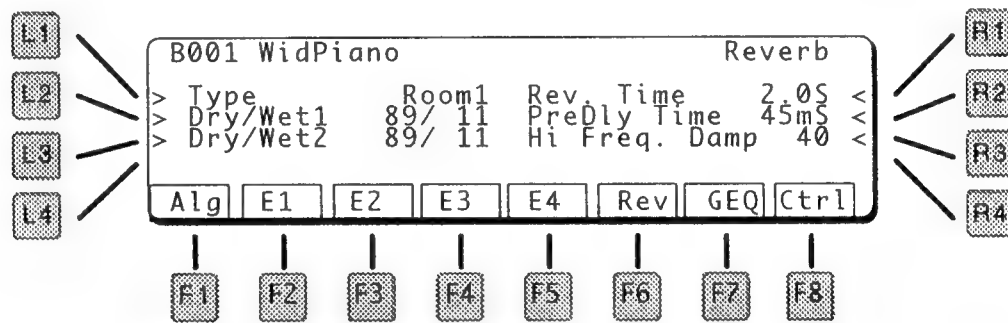 L1
L2
L3
L4
B001 WidPiano Reverb
> Type Room1 Rev. Time 2.0S <
> Dry/Wet1 89/ 11 PreDly Time 45mS <
> Dry/Wet2 89/ 11 Hi Freq. Damp 40 <
Alg E1 E2 E3 E4 Rev GEQ Ctrl
R1
R2
R3
R4
F1 F2 F3 F4 F5 F6 F7 F8